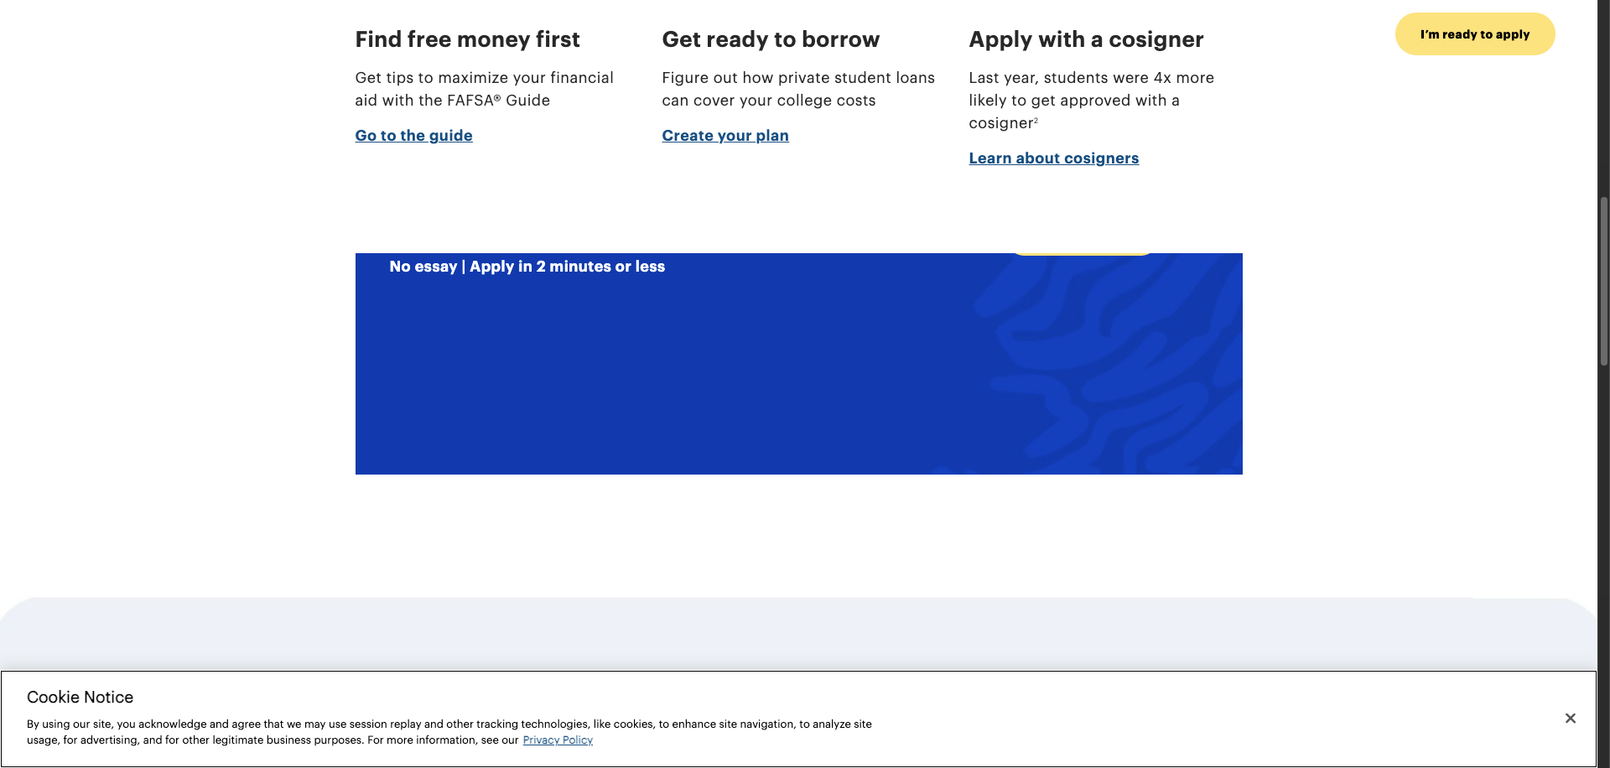 I'm ready to apply
Find free money first
Get tips to maximize your financial
aid with the FAFSA® Guide
Go to the guide
Get ready to borrow
Figure out how private student loans
can cover your college costs
Create your plan
Apply with a cosigner
Last year, students were 4x more
likely to get approved with a
cosigner²
Learn about cosigners
No essay | Apply in 2 minutes or less
Cookie Notice
By using our site, you acknowledge and agree that we may use session replay and other tracking technologies, like cookies, to enhance site navigation, to analyze site
usage, for advertising, and for other legitimate business purposes. For more information, see our Privacy Policy